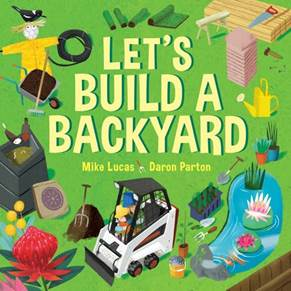 LET'S
BUILD A
BACKYARD
Mike Lucas Daron Parton